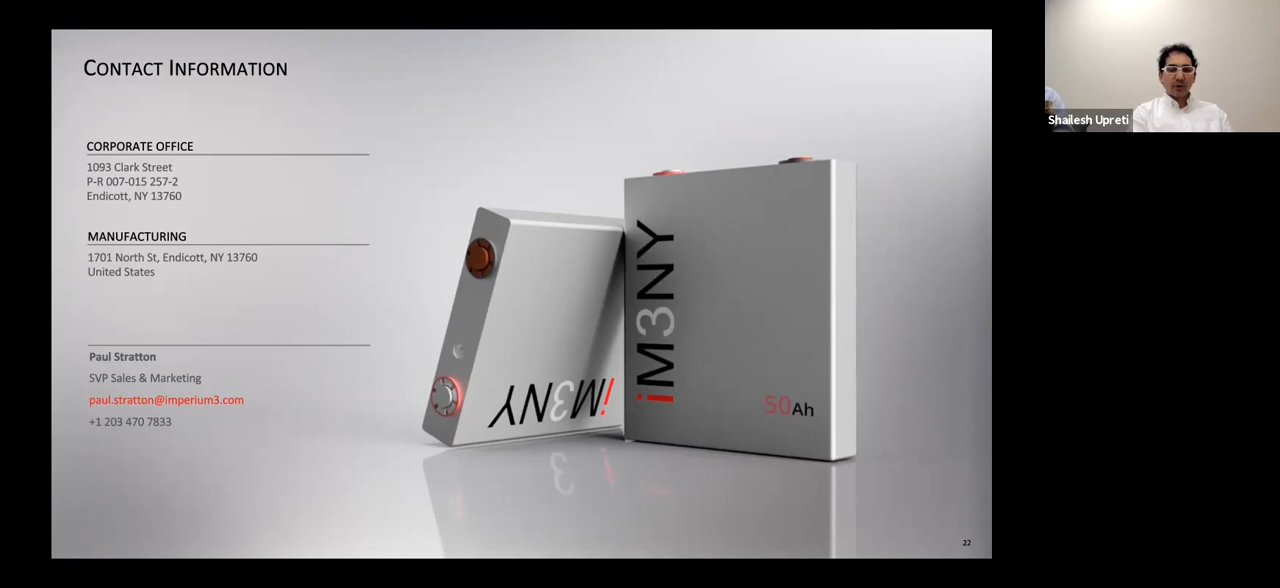 CONTACT INFORMATION
CORPORATE OFFICE
1093 Clark Street
P-R 007-015 257-2
Endicott, NY 13760
MANUFACTURING
1701 North St, Endicott, NY 13760
United States
Paul Stratton
SVP Sales & Marketing
paul.stratton@imperium3.com
+1 203 470 7833
iM3NY
iM3NY
50Ah
22
Shailesh Upreti